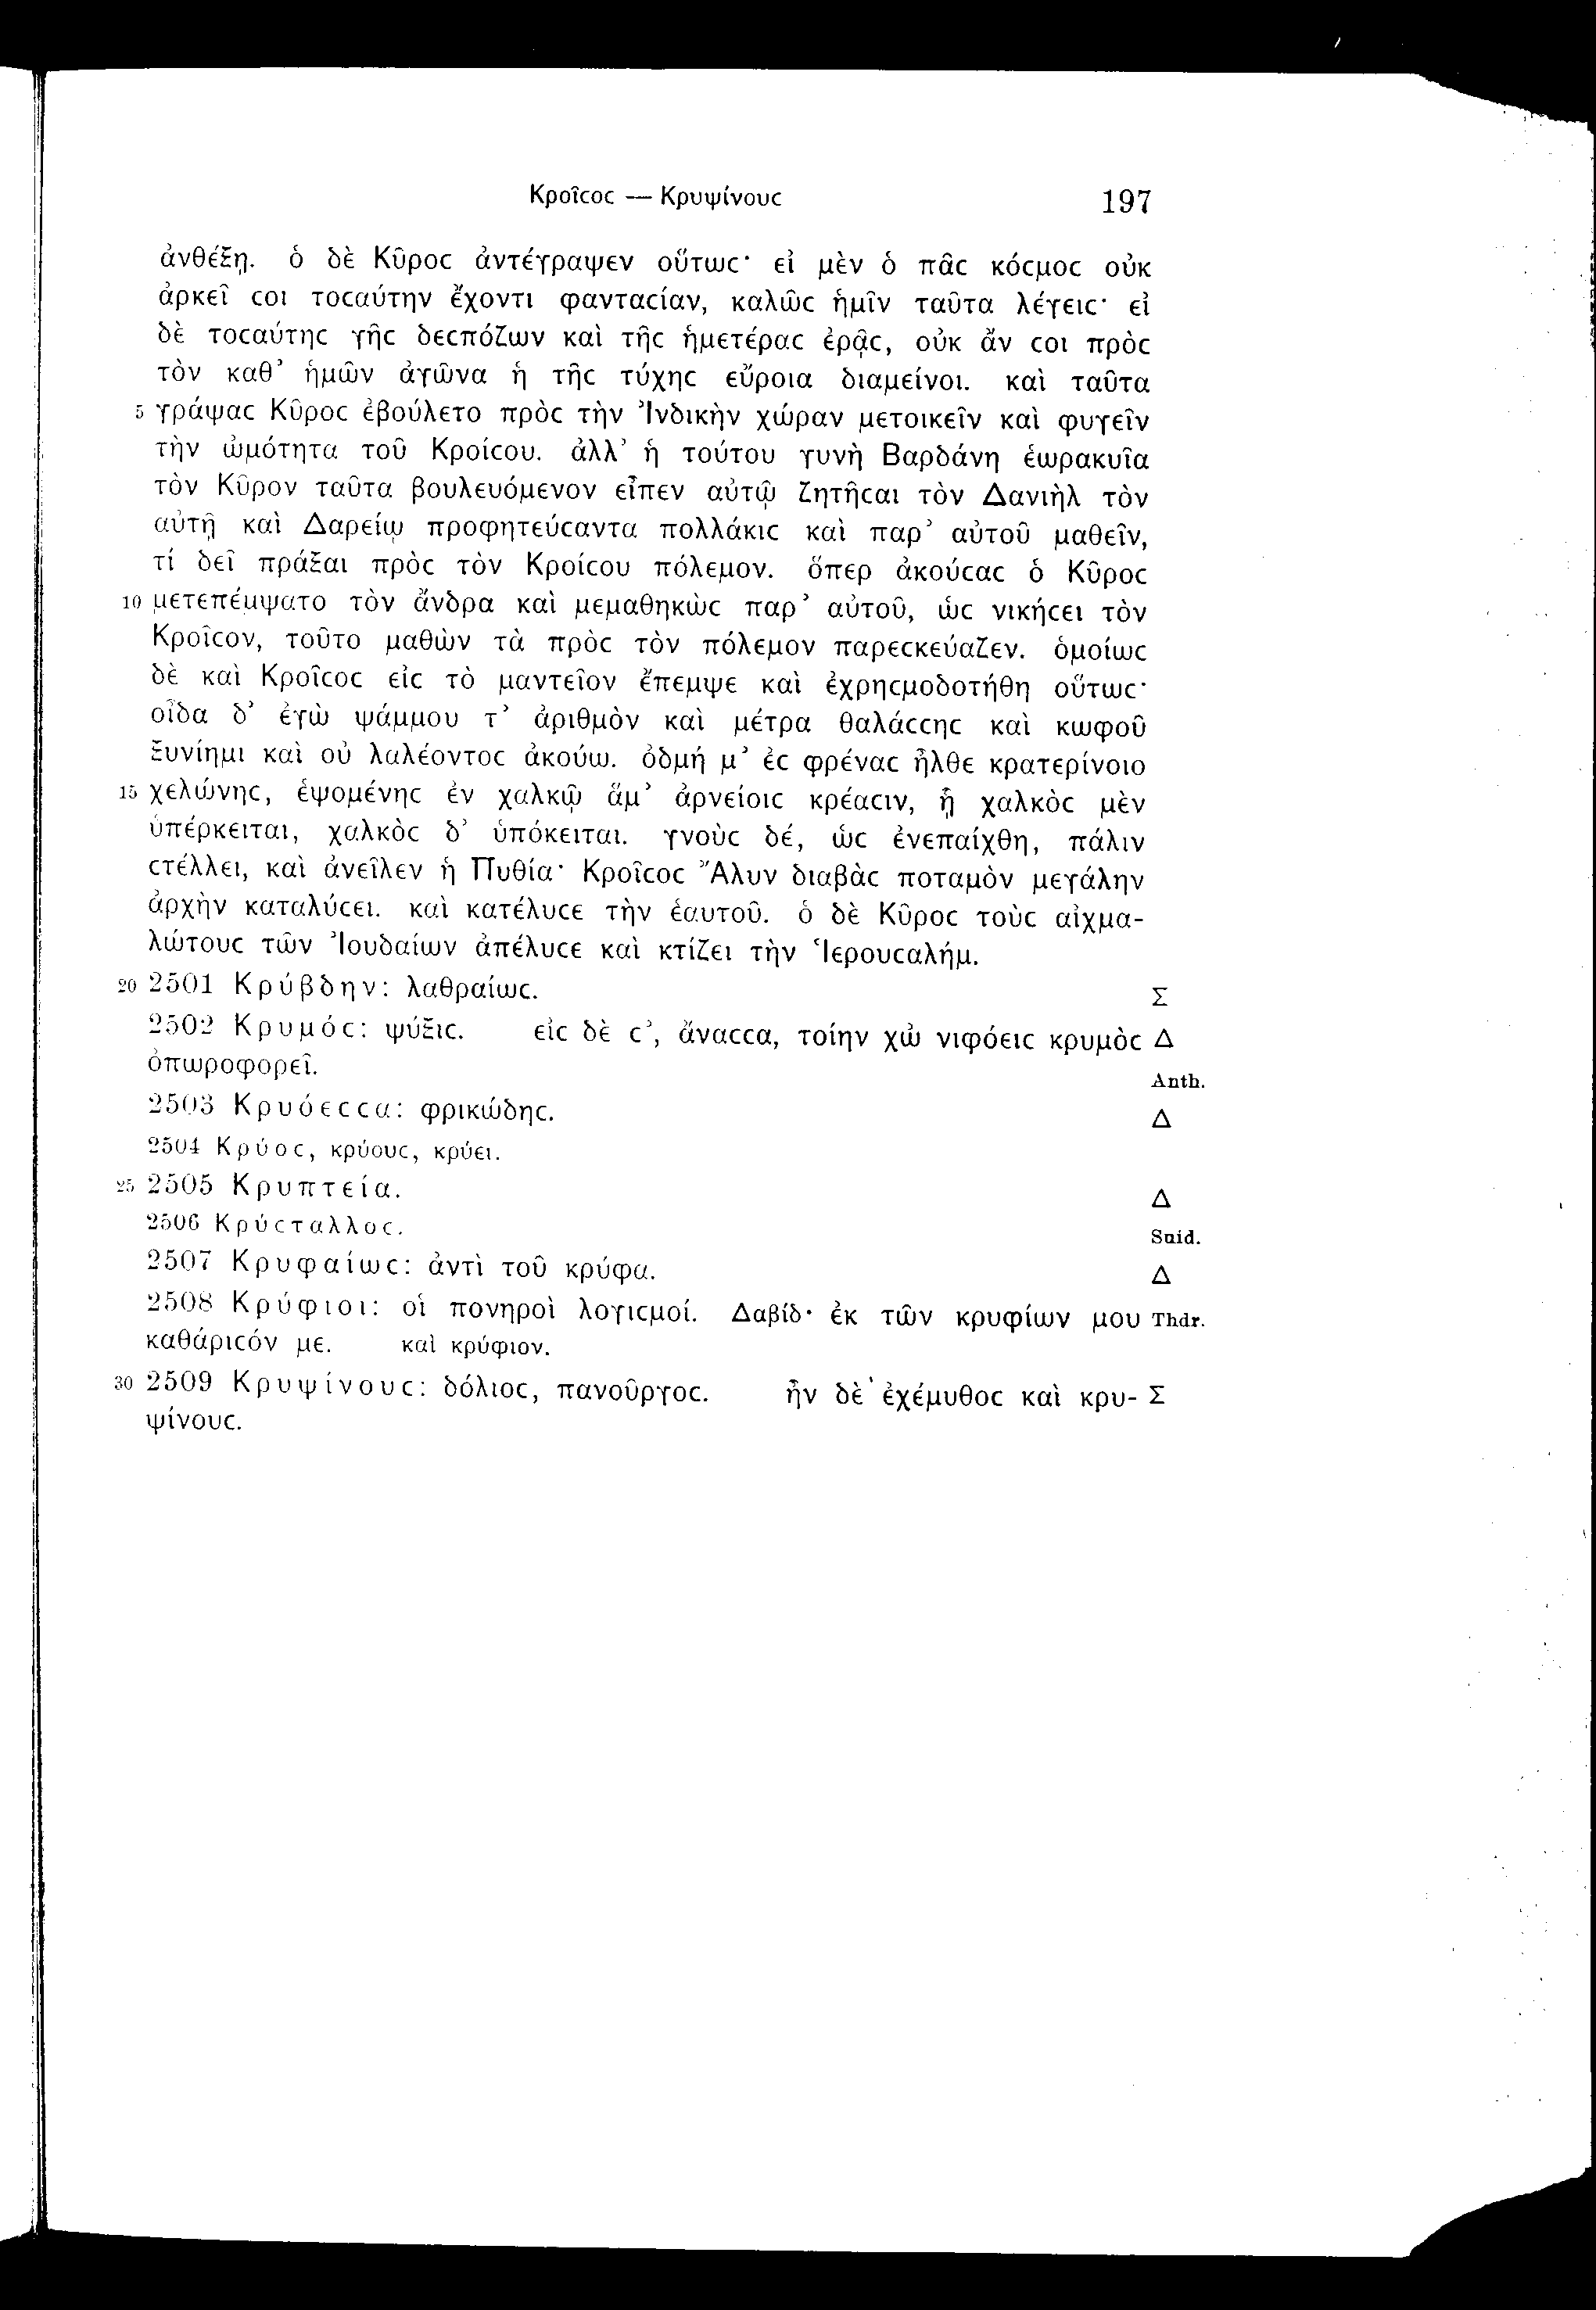 Κροῖϲοϲ — Κρυψίνουϲ 197
ἀνθέξῃ. ὁ δὲ Κῦροϲ ἀντέγραψεν οὕτωϲ· εἰ μὲν ὁ πᾶϲ κόϲμοϲ οὐκ
ἀρκεῖ ϲοι τοϲαύτην ἔχοντι φανταϲίαν, καλῶϲ ἡμῖν ταῦτα λέγειϲ· εἰ
δὲ τοϲαύτηϲ γῆϲ δεϲπόζων καὶ τῆϲ ἡμετέραϲ ἐρᾷϲ, οὐκ ἄν ϲοι πρὸϲ
τὸν καθ’ ἡμῶν ἀγῶνα ἡ τῆϲ τύχηϲ εὔροια διαμείνοι. καὶ ταῦτα
5 γράψαϲ Κῦροϲ ἐβούλετο πρὸϲ τὴν Ἰνδικὴν χώραν μετοικεῖν καὶ φυγεῖν
τὴν ὠμότητα τοῦ Κροίϲου. ἀλλ’ ἡ τούτου γυνὴ Βαρδάνη ἑωρακυῖα
τὸν Κῦρον ταῦτα βουλευόμενον εἶπεν αὐτῷ ζητῆϲαι τὸν Δανιὴλ τὸν
αὐτῇ καὶ Δαρείῳ προφητεύϲαντα πολλάκιϲ καὶ παρ’ αὐτοῦ μαθεῖν,
τί δεῖ πρᾶξαι πρὸϲ τὸν Κροίϲου πόλεμον. ὅπερ ἀκούϲαϲ ὁ Κῦροϲ
10 μετεπέμψατο τὸν ἄνδρα καὶ μεμαθηκὼϲ παρ’ αὐτοῦ, ὡϲ νικήϲει τὸν
Κροῖϲον, τοῦτο μαθὼν τὰ πρὸϲ τὸν πόλεμον παρεϲκεύαζεν. ὁμοίωϲ
δὲ καὶ Κροῖϲοϲ εἰϲ τὸ μαντεῖον ἔπεμψε καὶ ἐχρηϲμοδοτήθη οὕτωϲ·
οἶδα δ’ ἐγὼ ψάμμου τ’ ἀριθμὸν καὶ μέτρα θαλάϲϲηϲ καὶ κωφοῦ
ξυνίημι καὶ οὐ λαλέοντοϲ ἀκούω. ὀδμή μ’ ἐϲ φρέναϲ ἦλθε κρατερίνοιο
15 χελώνηϲ, ἑψομένηϲ ἐν χαλκῷ ἅμ’ ἀρνείοιϲ κρέαϲιν, ᾗ χαλκὸϲ μὲν
ὑπέρκειται, χαλκὸϲ δ’ ὑπόκειται. γνοὺϲ δέ, ὡϲ ἐνεπαίχθη, πάλιν
ϲτέλλει, καὶ ἀνεῖλεν ἡ Πυθία· Κροῖϲοϲ Ἅλυν διαβὰϲ ποταμὸν μεγάλην
ἀρχὴν καταλύϲει. καὶ κατέλυϲε τὴν ἑαυτοῦ. ὁ δὲ Κῦροϲ τοὺϲ αἰχμα-
λώτουϲ τῶν Ἰουδαίων ἀπέλυϲε καὶ κτίζει τὴν Ἱερουϲαλήμ.
20 2501 Κρύβδην: λαθραίωϲ. Σ
2502 Κρυμόϲ: ψύξιϲ. εἰϲ δὲ ϲ’, ἄναϲϲα, τοίην χὠ νιφόειϲ κρυμὸϲ Δ
ὀπωροφορεῖ. Anth.
2503 Κρυόεϲϲα: φρικώδηϲ. Δ
2504 Κρύοϲ, κρύουϲ, κρύει.
25 2505 Κρυπτεία. Δ
2506 Κρύϲταλλοϲ. Suid.
2507 Κρυφαίωϲ: ἀντὶ τοῦ κρύφα. Δ
2508 Κρύφιοι: οἱ πονηροὶ λογιϲμοί. Δαβίδ· ἐκ τῶν κρυφίων μου Thdr.
καθάριϲόν με. καὶ κρύφιον.
30 2509 Κρυψίνουϲ: δόλιοϲ, πανοῦργοϲ. ἦν δὲ ἐχέμυθοϲ καὶ κρυ- Σ
ψίνουϲ.